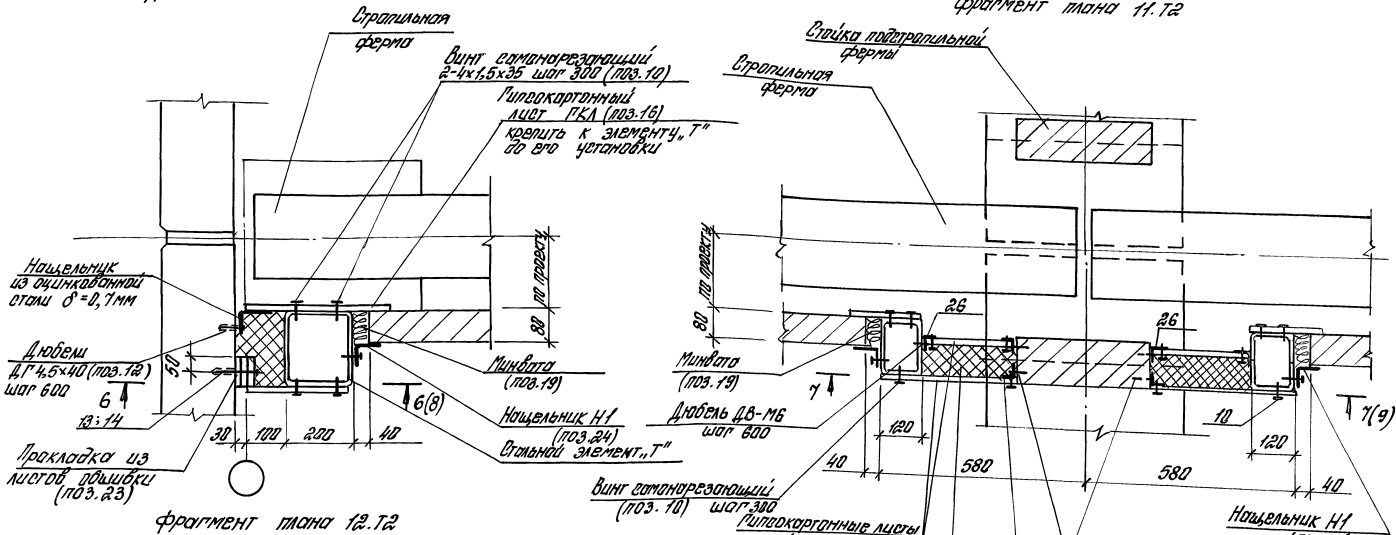 фрагмент плана 11.Т2
Стропильная
ферма
Винт самонарезающий
2-4х1,5х35 шаг 300 (поз.10)
Гипсокартонный
лист ГКЛ (поз.16)
крепить к элементу „Т"
до его установки
Нащельник
из оцинкованной
стали δ=0,7мм
Дюбели
ДГ 4,5х40 (поз.12)
шаг 600
50
6
13; 14
30
100
200
40
Прокладка из
листов обшивки
(поз.23)
по проекту
80
Минвата
(поз.19)
6(8)
Нащельник Н1
(поз.24)
Стальной элемент „Т"
фрагмент плана 12.Т2
Стойка подстропильной
фермы
Стропильная
ферма
по проекту
80
26
26
Минвата
(поз.19)
7
Дюбель ДВ-М6
шаг 600
120
10
120
7(9)
40
580
580
40
Винт самонарезающий
(поз. 10) шаг 300
Гипсокартонные листы
Нащельник Н1